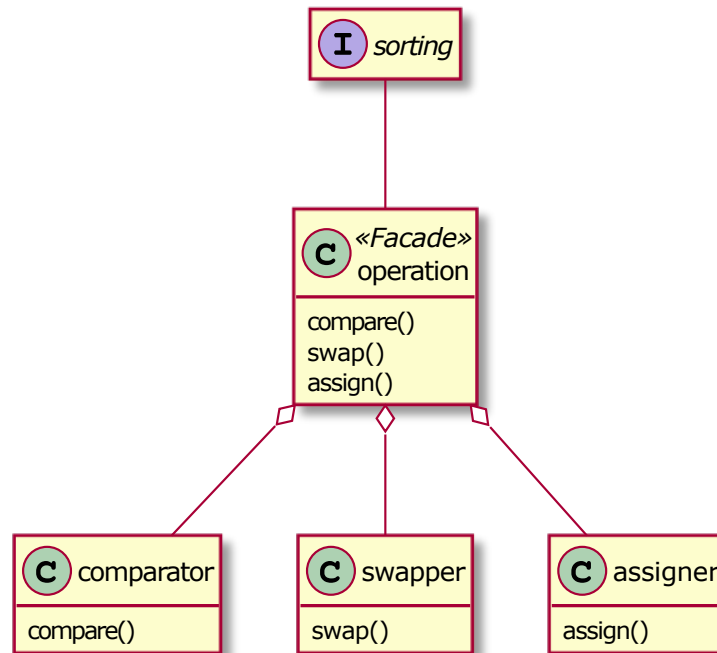 I sorting
C «Facade»
operation
compare()
swap()
assign()
C comparator
compare()
C swapper
swap()
C assigner
assign()